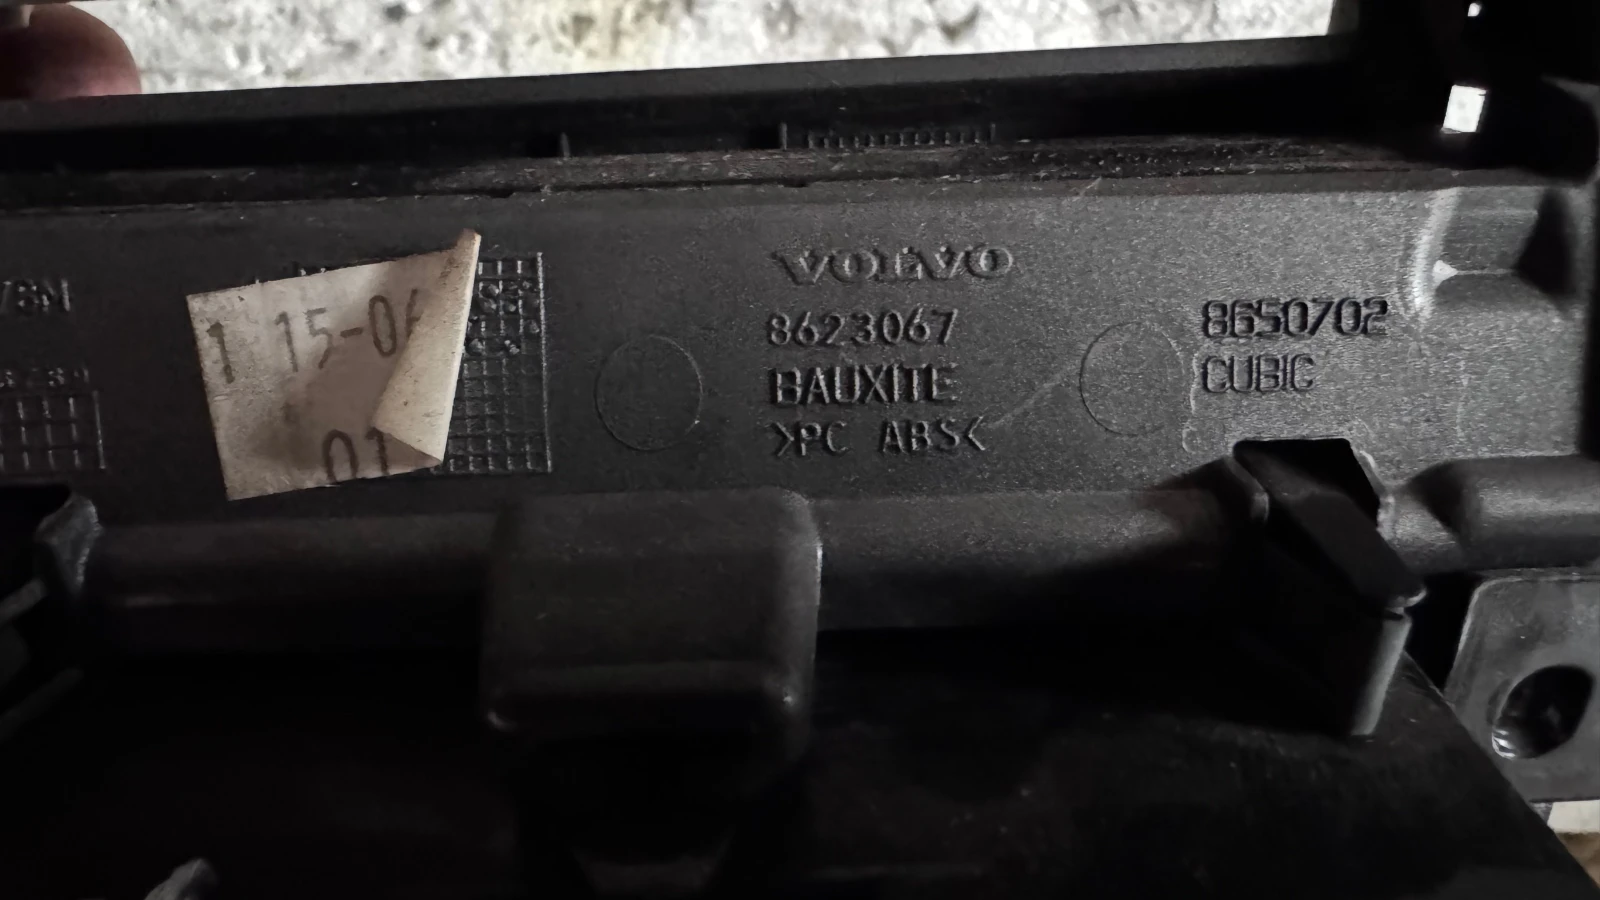 VOLVO
8623067
BAUXITE
>PC ABS<
8650702
CUBIC
1 15-0
01